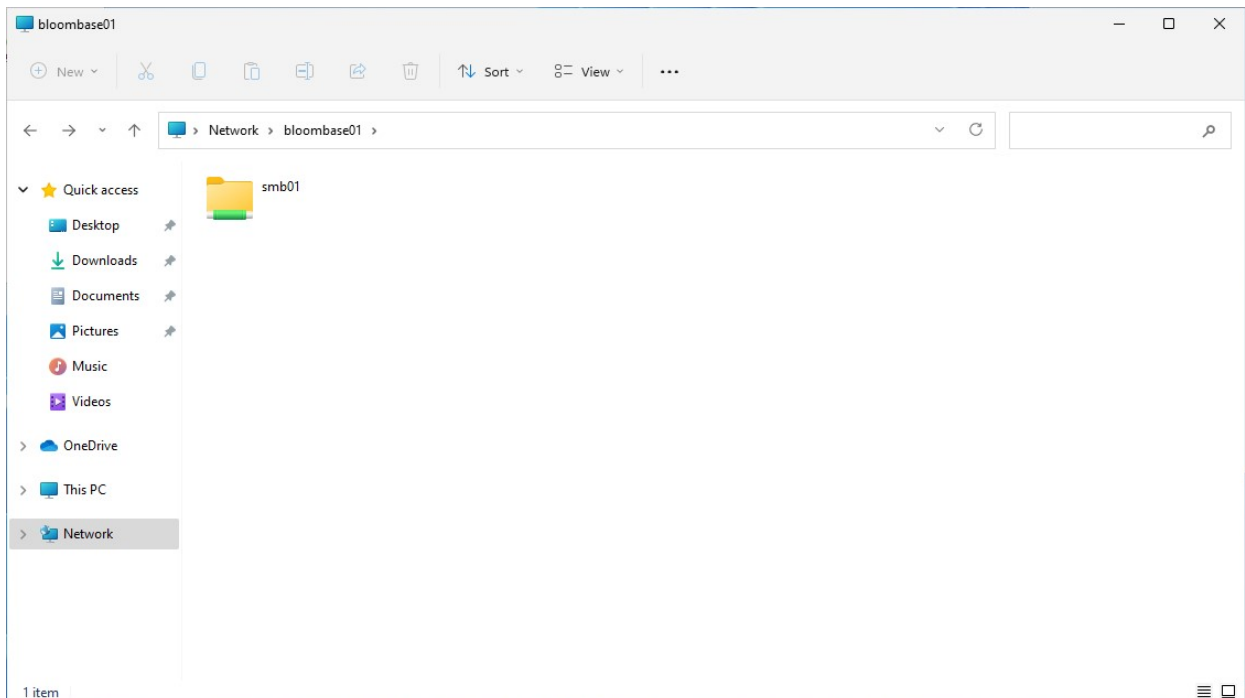 bloombase01
New
Sort
View
Network > bloombase01 >
smb01
Quick access
Desktop
Downloads
Documents
Pictures
Music
Videos
OneDrive
This PC
Network
1 item